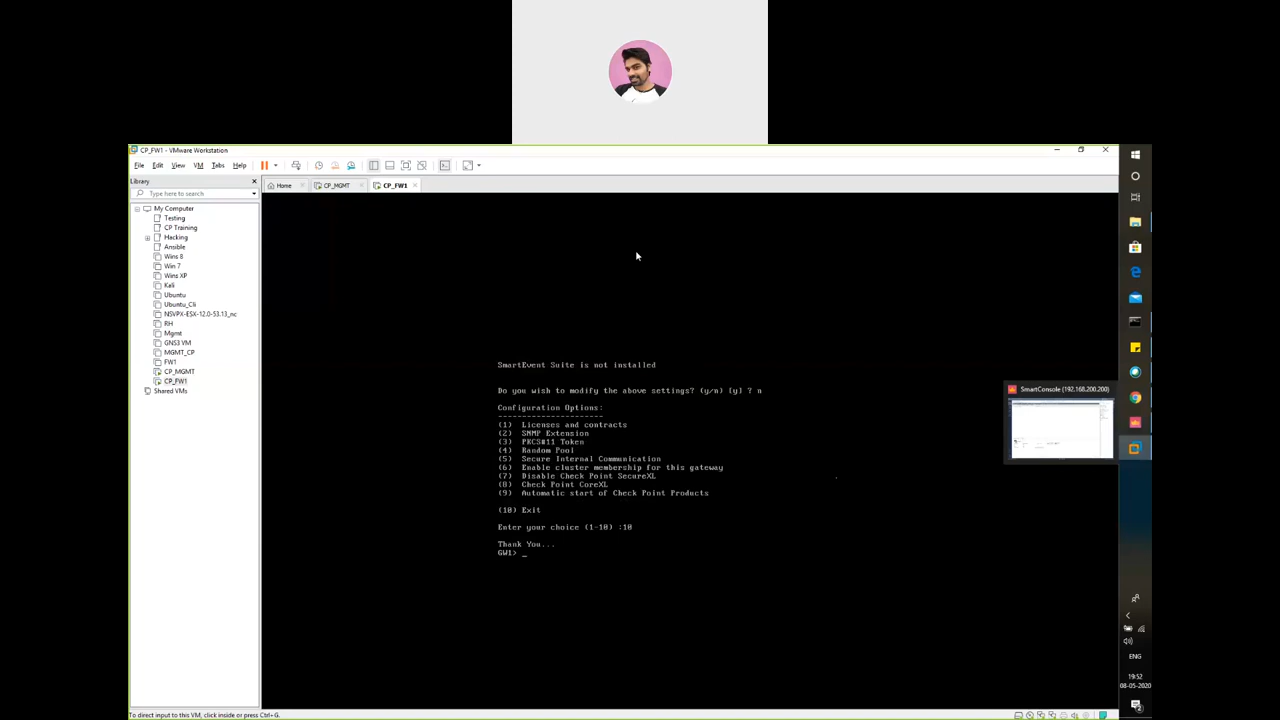 CP_FW1 - VMware Workstation
File Edit View VM Tabs Help
Library
Type here to search
Home CP_MGMT CP_FW1
My Computer
Testing
CP Training
Hacking
Ansible
Wins 8
Win 7
Wins XP
Kali
Ubuntu
Ubuntu_Cli
NSVPX-ESX-12.0-53.13_nc
RH
Mgmt
GNS3 VM
MGMT_CP
FW1
CP_MGMT
CP_FW1
Shared VMs
SmartEvent Suite is not installed
Do you wish to modify the above settings? (y/n) [y] ? n
Configuration Options:
----------------------
(1) Licenses and contracts
(2) SNMP Extension
(3) PKCS#11 Token
(4) Random Pool
(5) Secure Internal Communication
(6) Enable cluster membership for this gateway
(7) Disable Check Point SecureXL
(8) Check Point CoreXL
(9) Automatic start of Check Point Products
(10) Exit
Enter your choice (1-10) :10
Thank You...
GW1> _
SmartConsole (192.168.200.200)
ENG
19:52
08-05-2020
To direct input to this VM, click inside or press Ctrl+G.